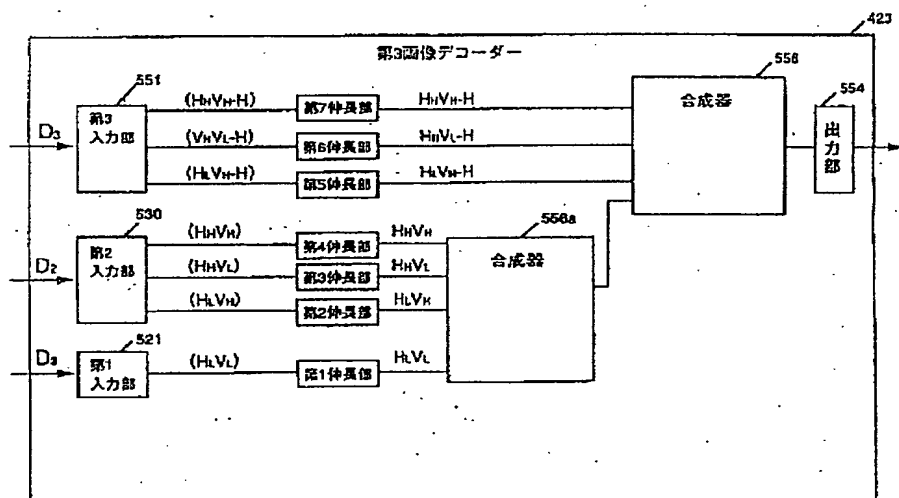 423
第3画像デコーダー
551
第3
入力部
D₃
(HHVH-H)
第7伸長部
HHVH-H
(VHVL-H)
第6伸長部
HHVL-H
(HLVH-H)
第5伸長部
HLVH-H
556
合成器
554
出力部
530
第2
入力部
D₂
(HHVH)
第4伸長部
HHVH
(HHVL)
第3伸長部
HHVL
(HLVH)
第2伸長部
HLVH
556a
合成器
521
第1
入力部
D₃
(HLVL)
第1伸長部
HLVL